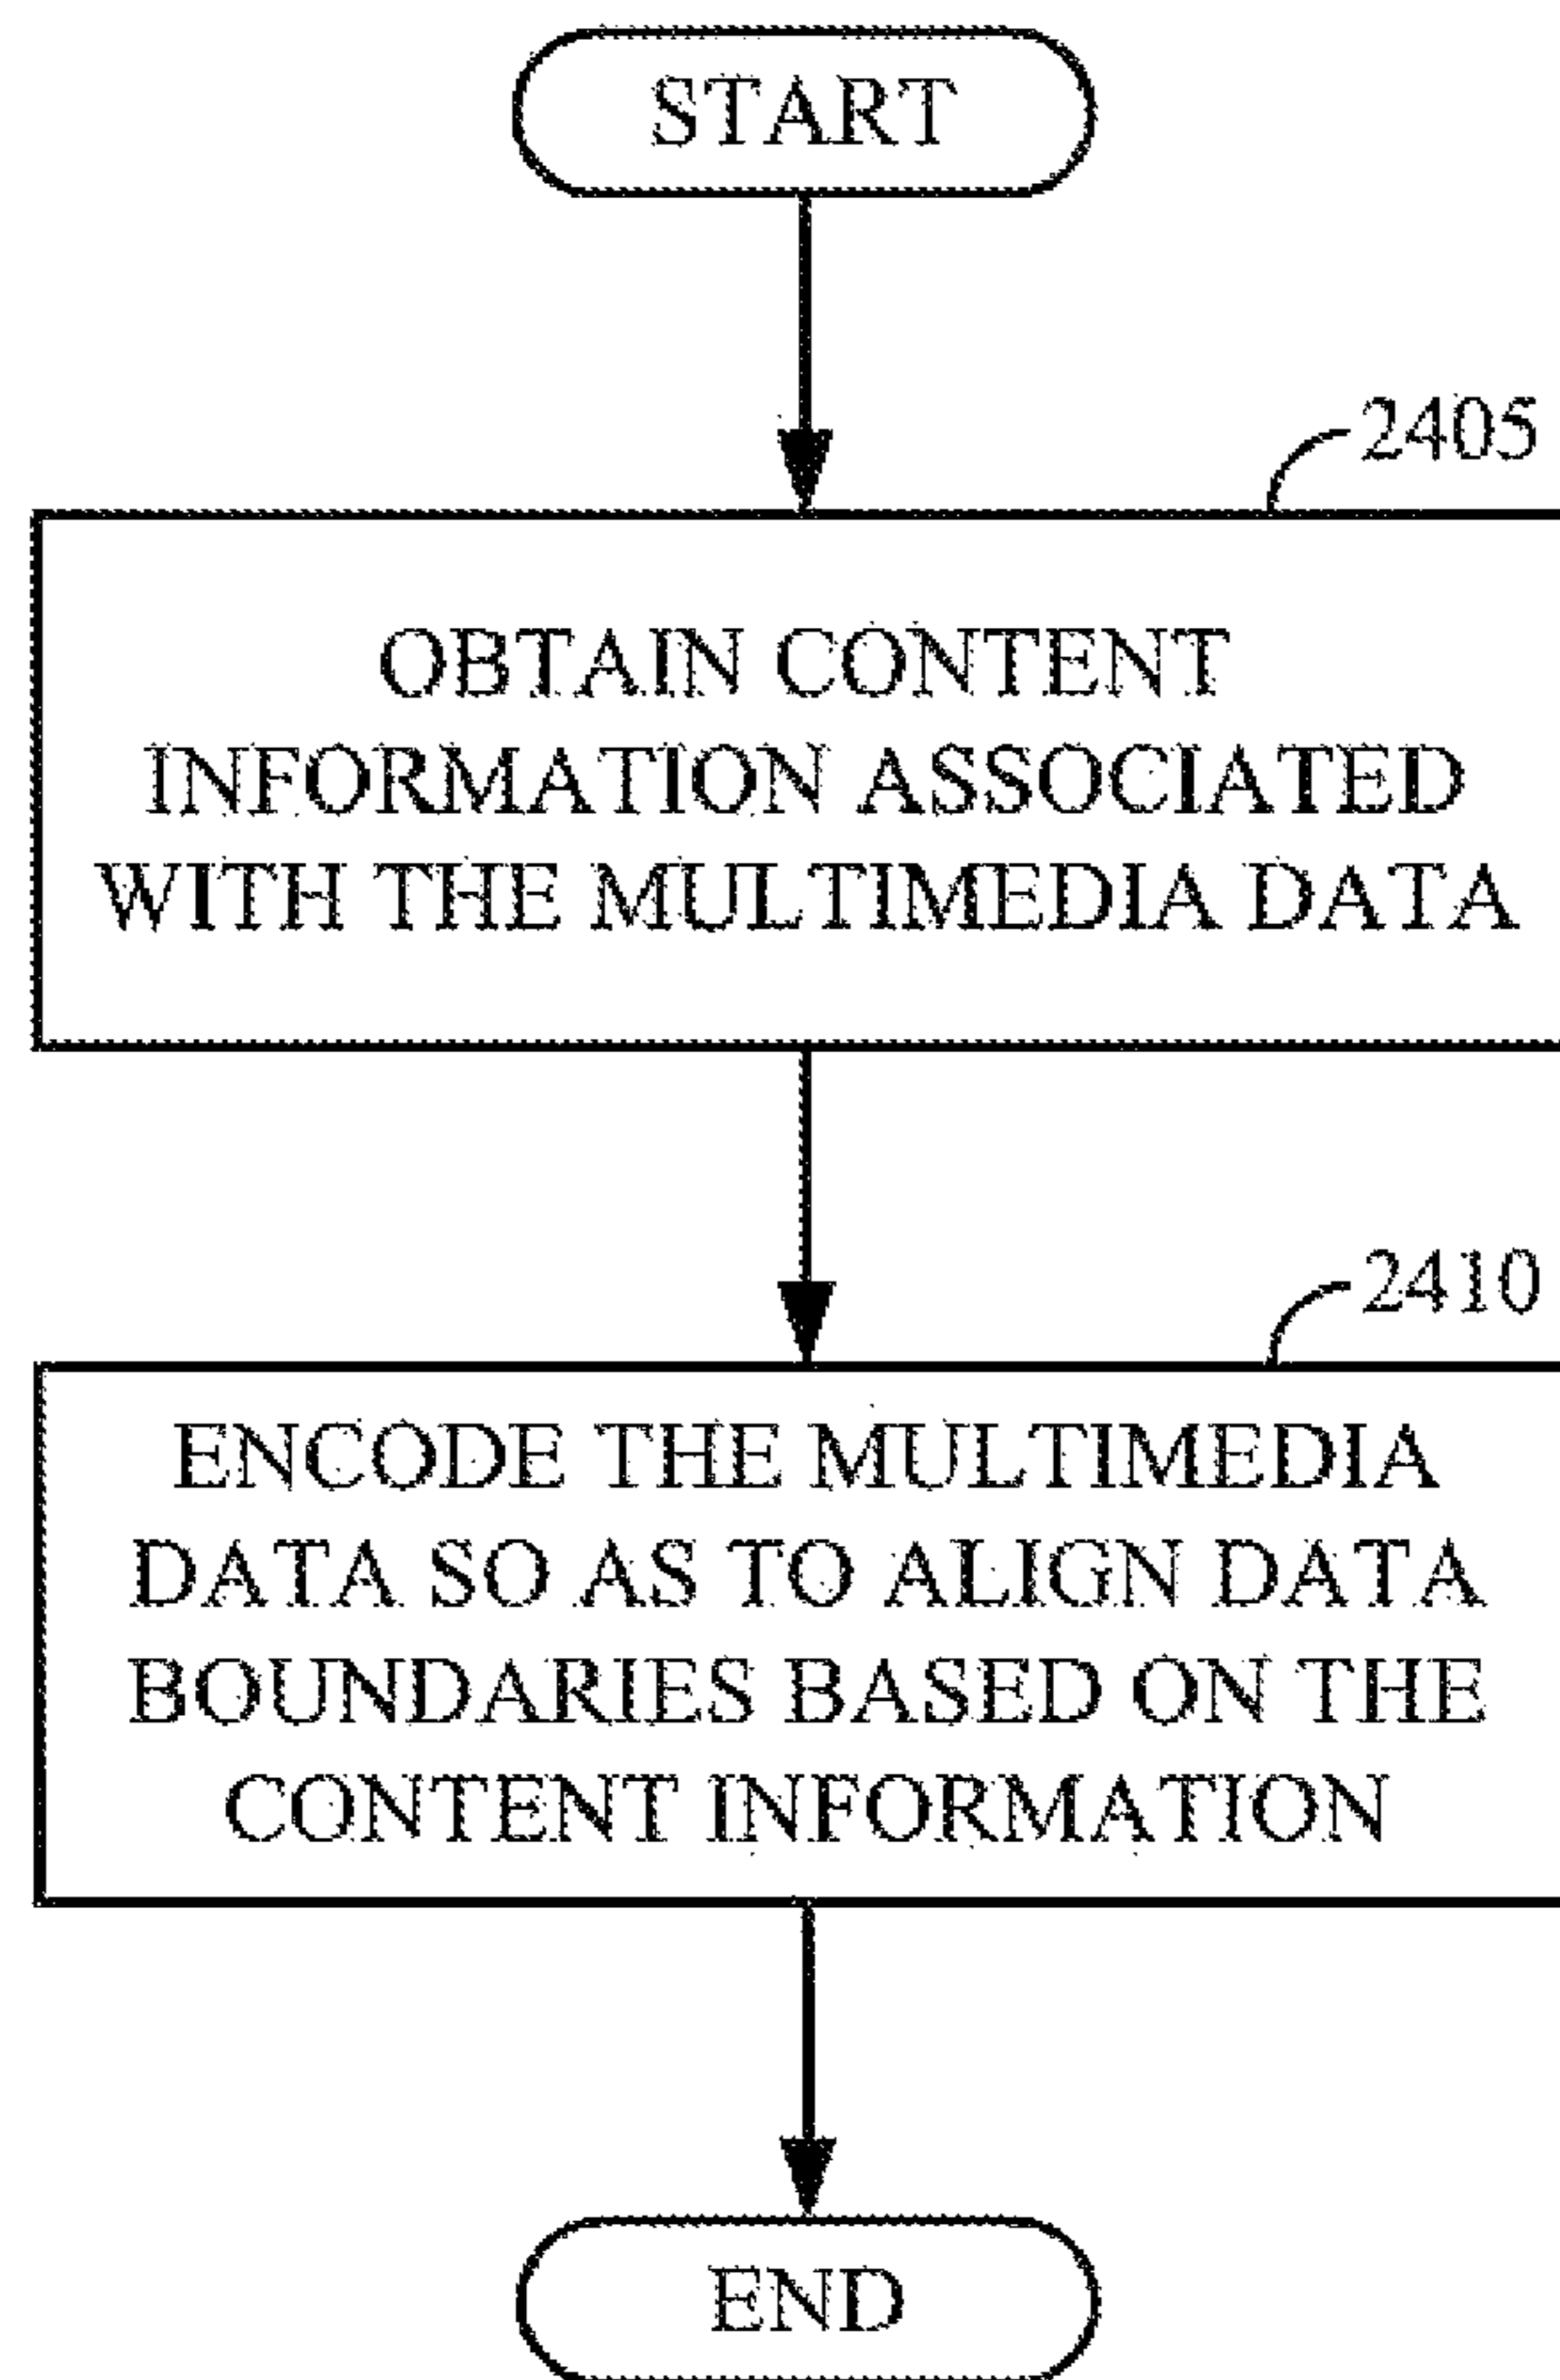 START
2405
OBTAIN CONTENT
INFORMATION ASSOCIATED
WITH THE MULTIMEDIA DATA
2410
ENCODE THE MULTIMEDIA
DATA SO AS TO ALIGN DATA
BOUNDARIES BASED ON THE
CONTENT INFORMATION
END